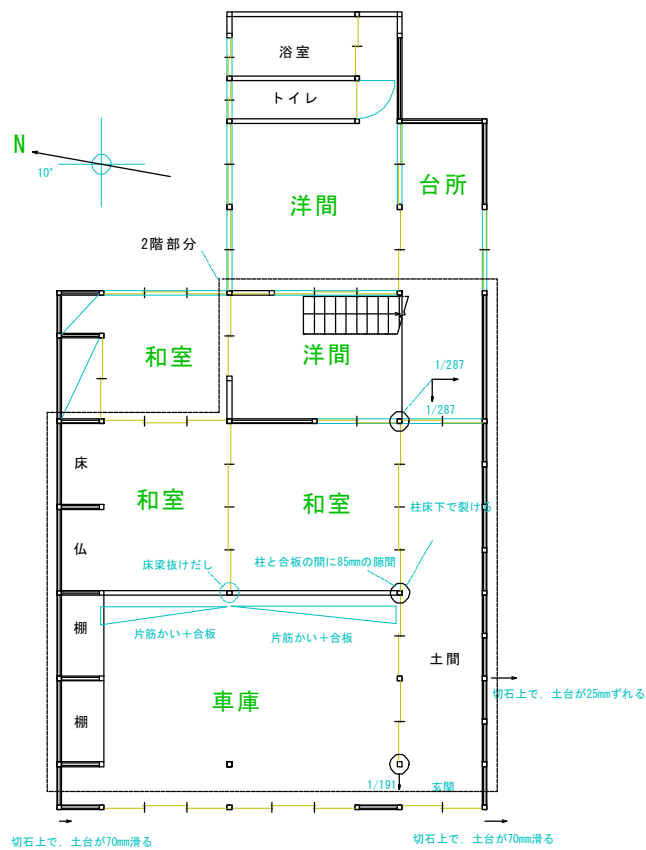 浴室
トイレ
N
10°
洋間
台所
2階部分
和室
洋間
1/287
1/287
床
和室
和室
柱床下で裂ける
仏
床梁抜けだし
柱と合板の間に85mmの隙間
棚
片筋かい+合板
片筋かい+合板
土間
切石上で、土台が25mmずれる
車庫
棚
1/191
玄関
切石上で、土台が70mm滑る
切石上で、土台が70mm滑る